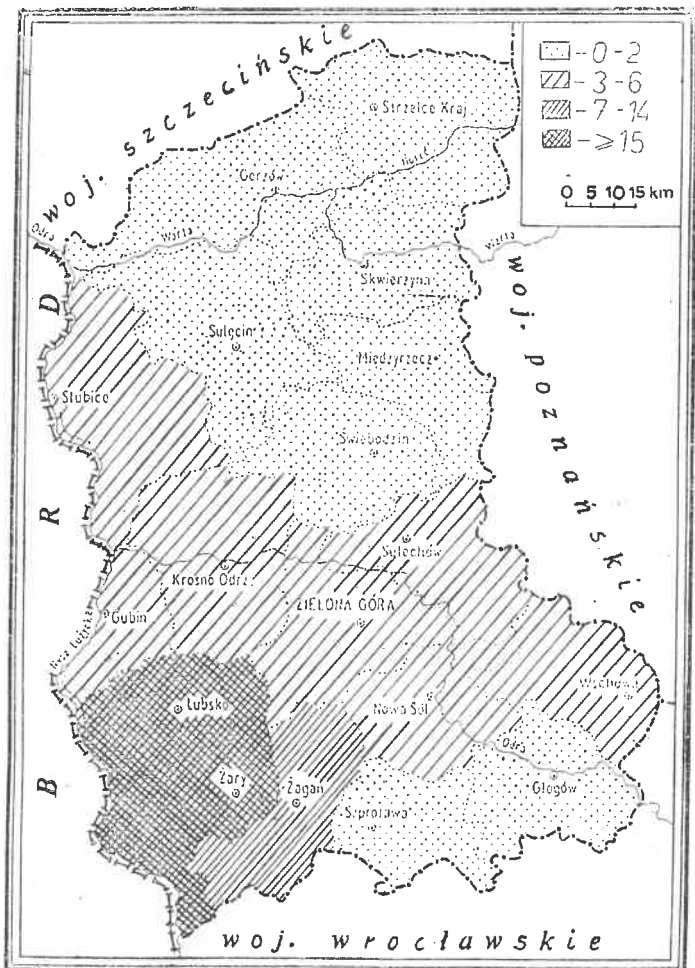 woj. szczecińskie
0-2
3-6
7-14
≥15
0 5 10 15 km
Strzelce Kraj
Gorzów
Noteć
Odra
Warta
Warta
Skwierzyna
D
woj. poznańskie
Sulęcin
Międzyrzecz
Słubice
Świebodzin
R
Sulechów
Krosno Odrz.
ZIELONA GÓRA
Gubin
Nysa Łużycka
Wschowa
Lubsko
Nowa Sól
Odra
B
Żary
Żagań
Głogów
Szprotawa
woj. wrocławskie